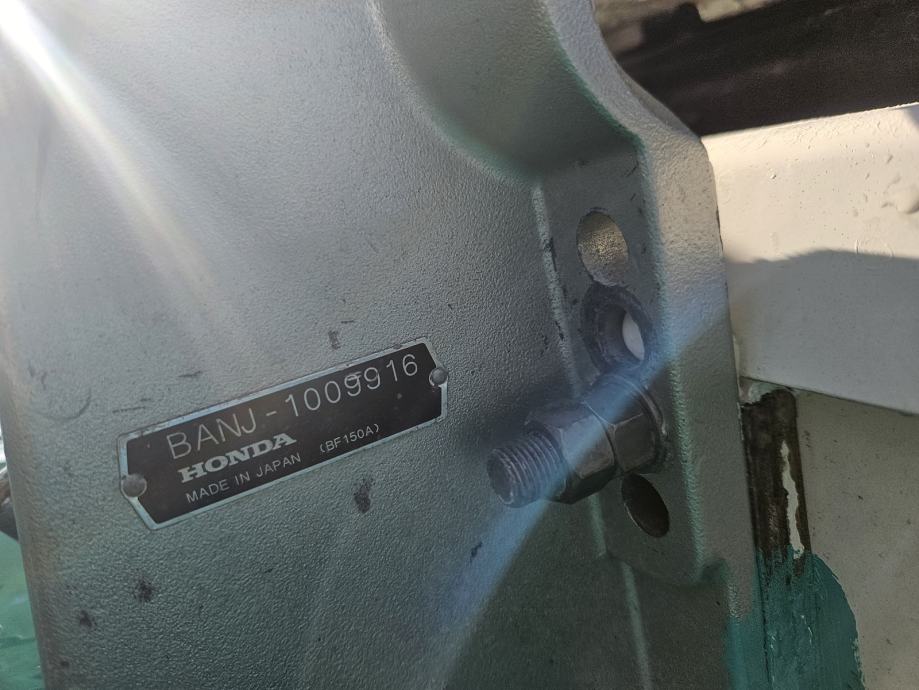 BANJ-1009916
HONDA
MADE IN JAPAN (BF150A)